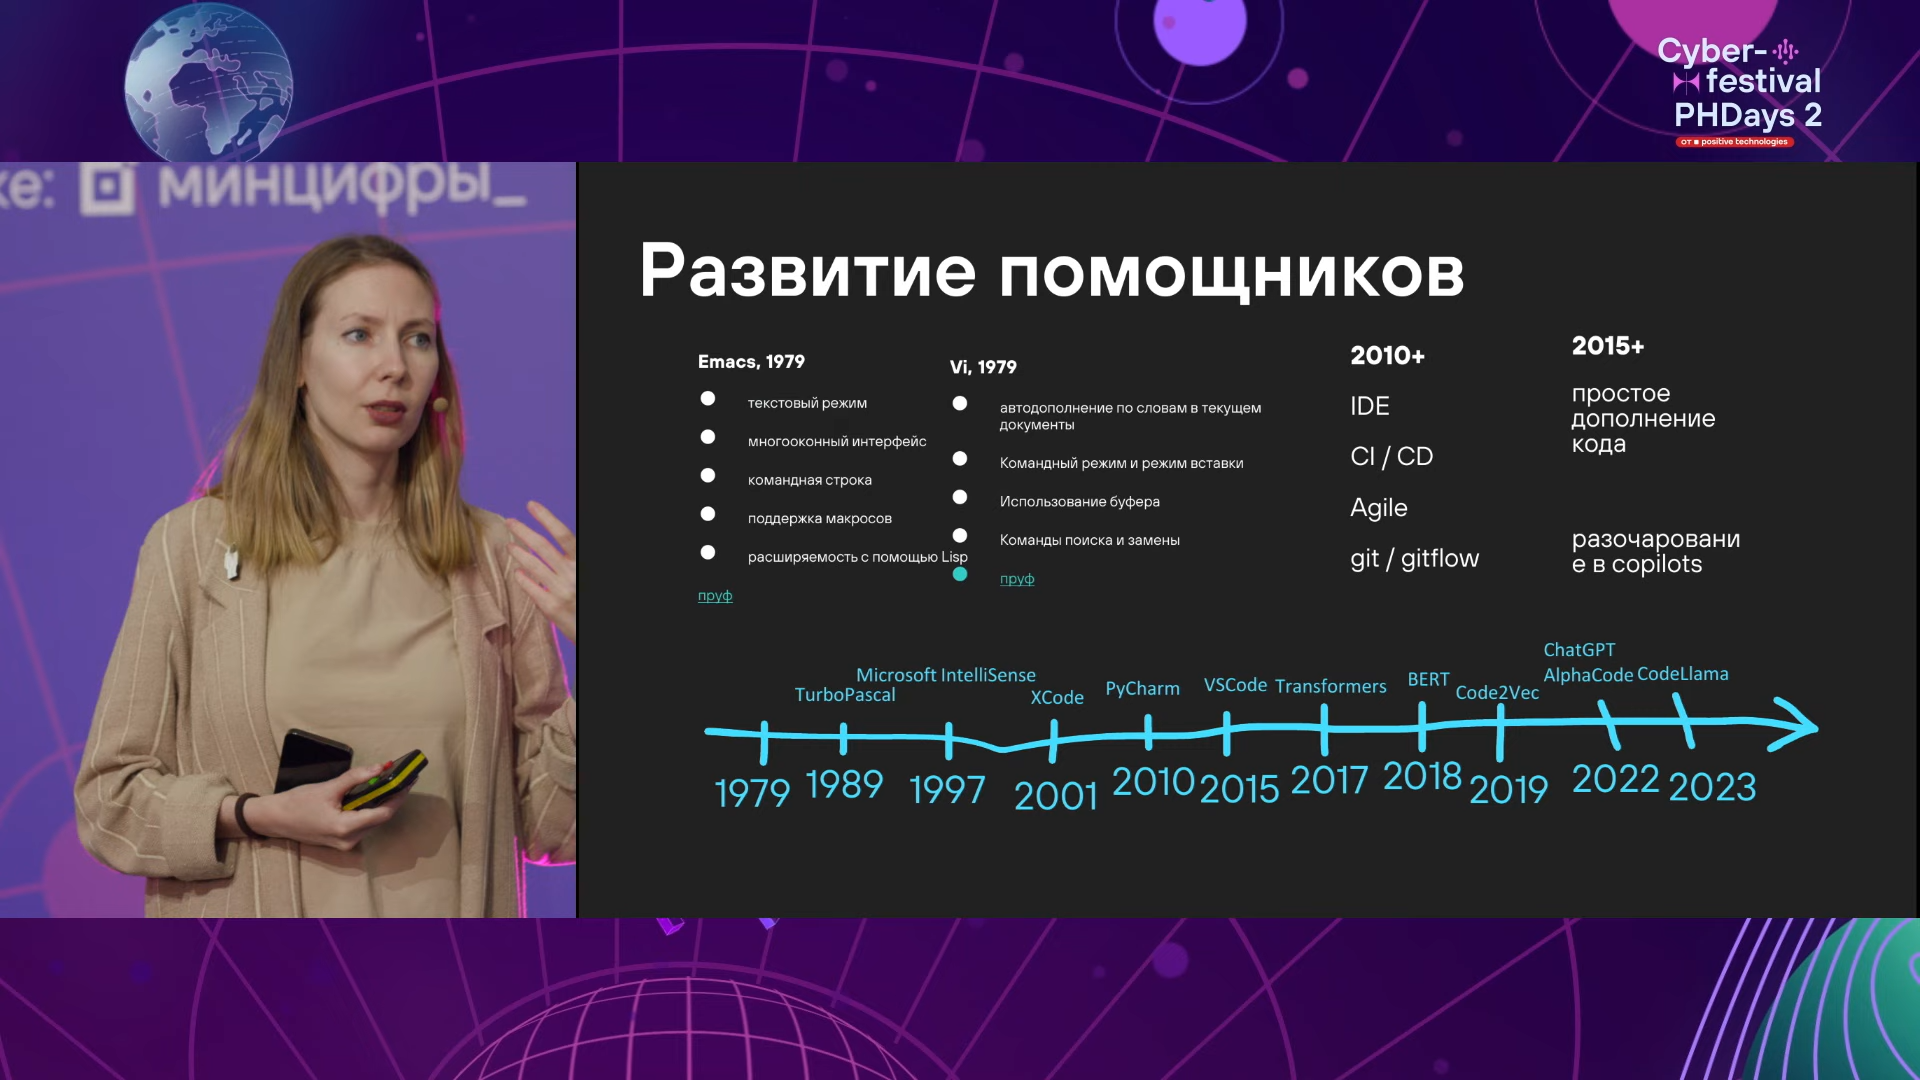 Cyber-
festival
PHDays 2
от positive technologies
ке: минцифры_
Развитие помощников
Emacs, 1979
текстовый режим
многооконный интерфейс
командная строка
поддержка макросов
расширяемость с помощью Lisp
пруф
Vi, 1979
автодополнение по словам в текущем
документы
Командный режим и режим вставки
Использование буфера
Команды поиска и замены
пруф
2010+
IDE
CI / CD
Agile
git / gitflow
2015+
простое
дополнение
кода
разочаровани
е в copilots
TurboPascal
Microsoft IntelliSense
XCode
PyCharm
VSCode
Transformers
BERT
Code2Vec
ChatGPT
AlphaCode
CodeLlama
1979
1989
1997
2001
2010
2015
2017
2018
2019
2022
2023